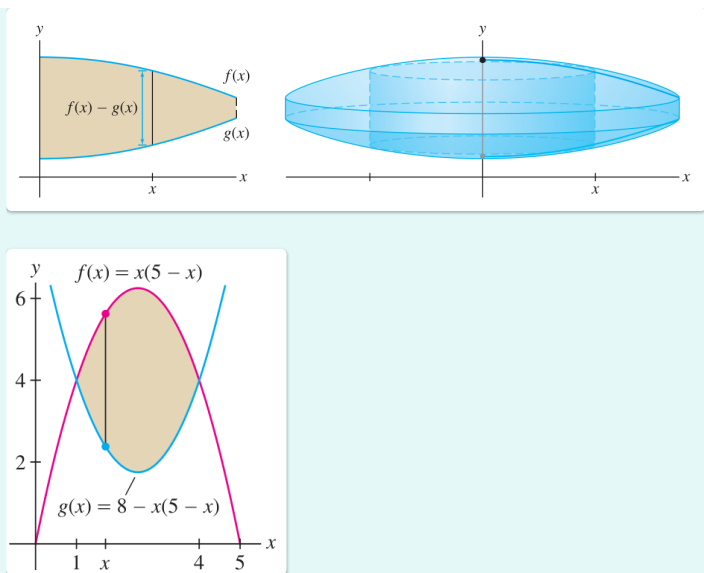 y
f(x)
f(x) − g(x)
g(x)
x
x
y
x
x
y
f(x) = x(5 − x)
6
4
2
g(x) = 8 − x(5 − x)
x
1 x 4 5